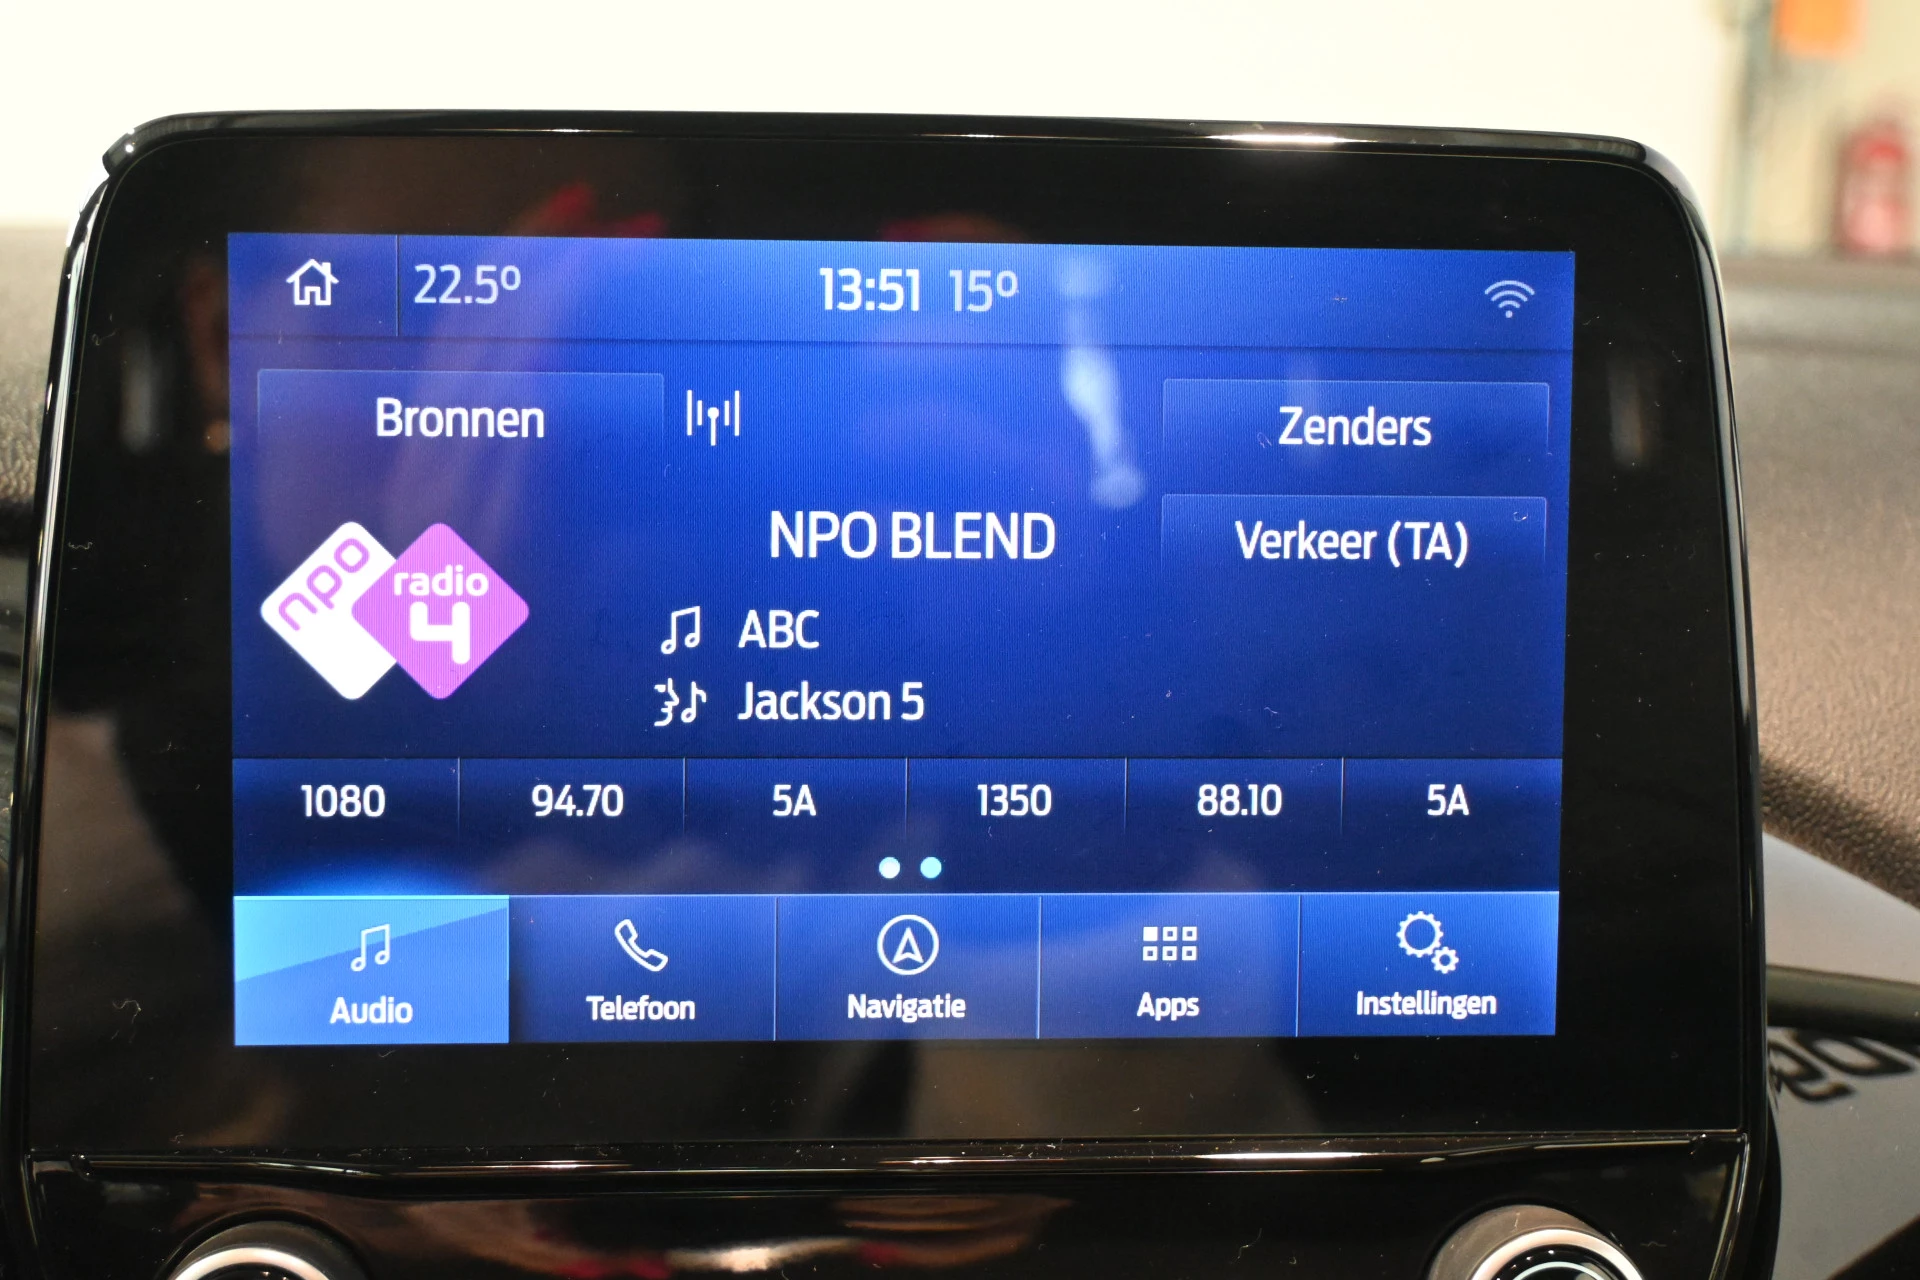 22.5º 13:51 15º
Bronnen
Zenders
NPO BLEND
Verkeer (TA)
npo radio 4
ABC
Jackson 5
1080 94.70 5A 1350 88.10 5A
Audio Telefoon Navigatie Apps Instellingen